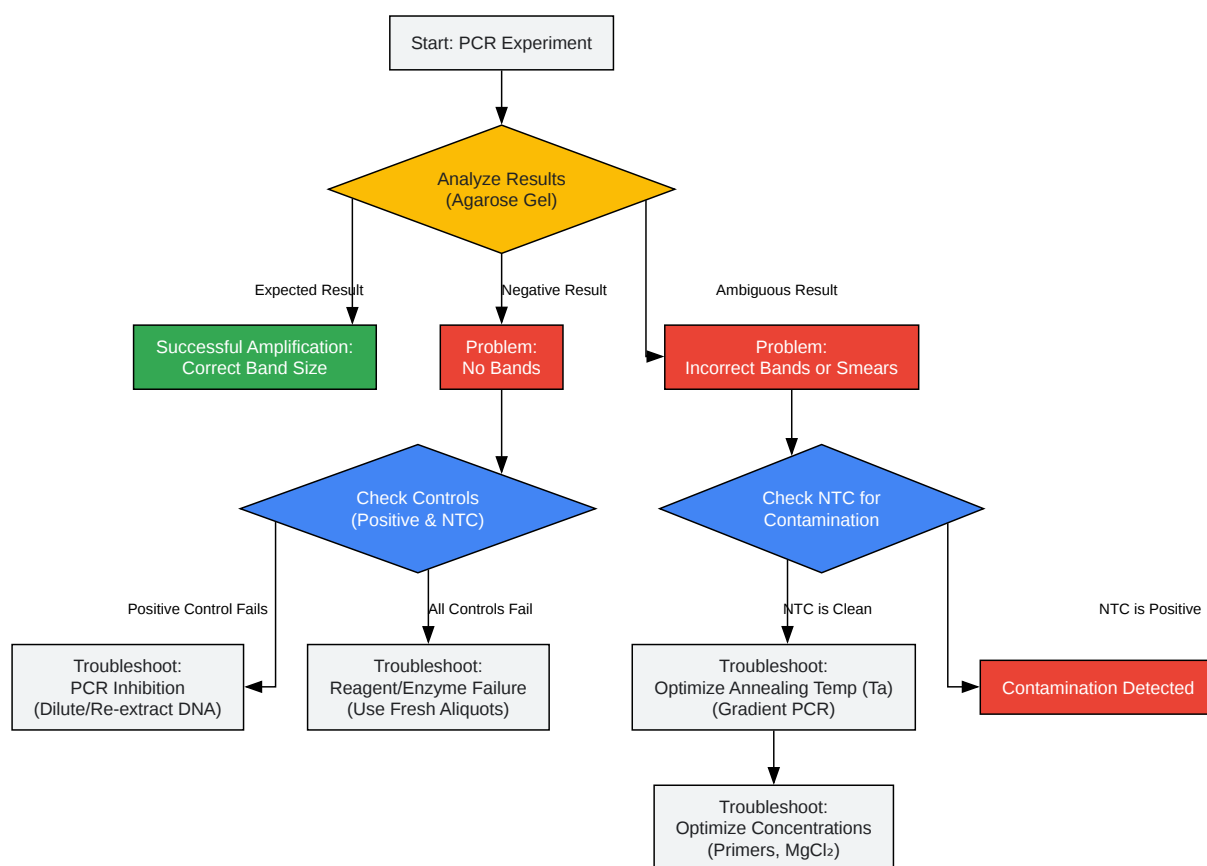 Start: PCR Experiment
Analyze Results
(Agarose Gel)
Expected Result
Negative Result
Ambiguous Result
Successful Amplification:
Correct Band Size
Problem:
No Bands
Problem:
Incorrect Bands or Smears
Check Controls
(Positive & NTC)
Check NTC for
Contamination
Positive Control Fails
All Controls Fail
NTC is Clean
NTC is Positive
Troubleshoot:
PCR Inhibition
(Dilute/Re-extract DNA)
Troubleshoot:
Reagent/Enzyme Failure
(Use Fresh Aliquots)
Troubleshoot:
Optimize Annealing Temp (Ta)
(Gradient PCR)
Contamination Detected
Troubleshoot:
Optimize Concentrations
(Primers, MgCl₂)